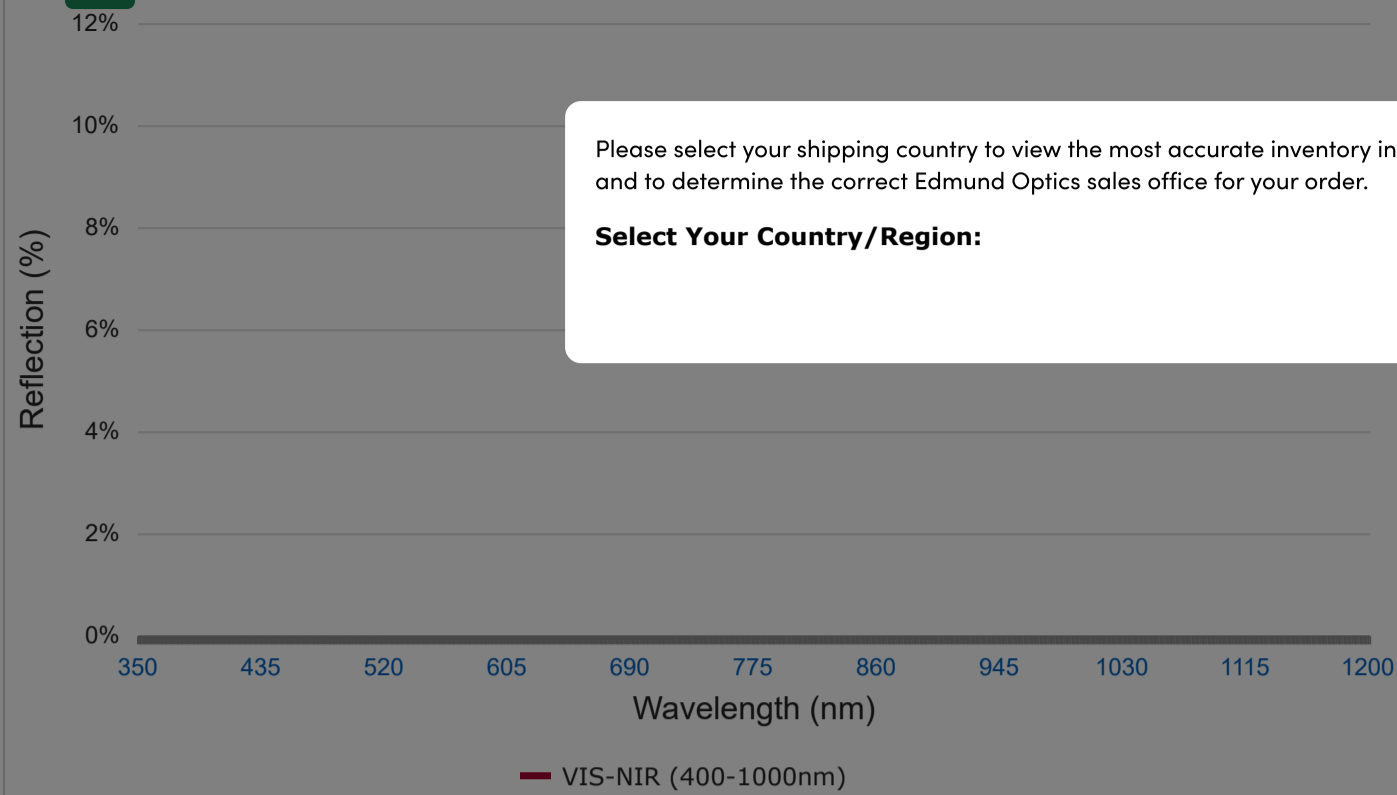 12%
10%
8%
6%
4%
2%
0%
Reflection (%)
Please select your shipping country to view the most accurate inventory in
and to determine the correct Edmund Optics sales office for your order.
Select Your Country/Region:
350 435 520 605 690 775 860 945 1030 1115 1200
Wavelength (nm)
VIS-NIR (400-1000nm)